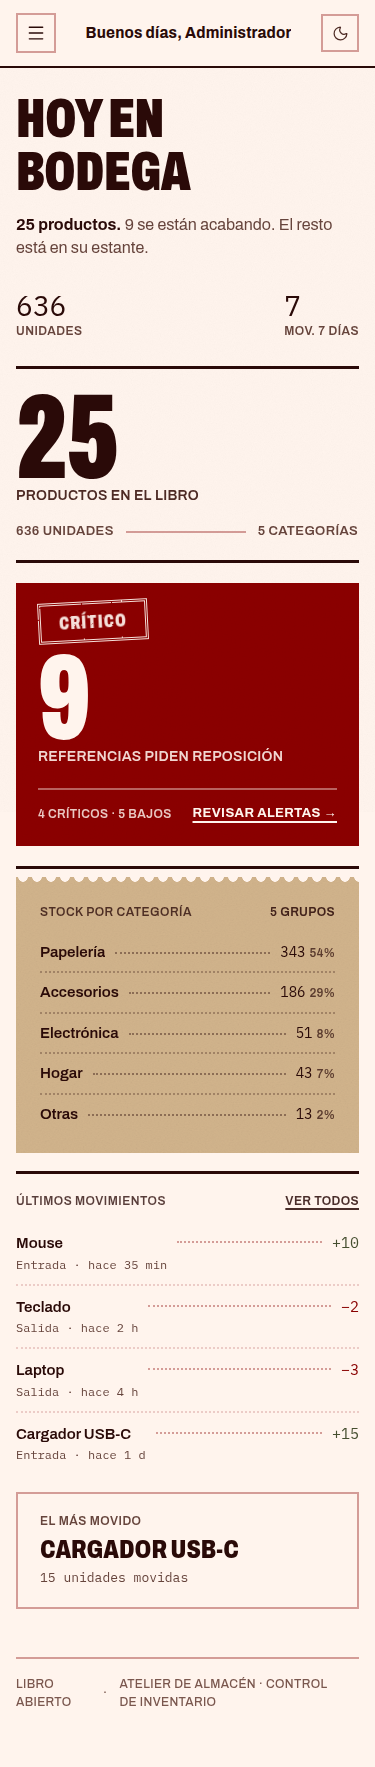 Buenos días, Administrador
HOY EN
BODEGA
25 productos. 9 se están acabando. El resto
está en su estante.
636
UNIDADES
7
MOV. 7 DÍAS
25
PRODUCTOS EN EL LIBRO
636 UNIDADES
5 CATEGORÍAS
CRÍTICO
9
REFERENCIAS PIDEN REPOSICIÓN
4 CRÍTICOS · 5 BAJOS
REVISAR ALERTAS →
STOCK POR CATEGORÍA
5 GRUPOS
Papelería 343 54%
Accesorios 186 29%
Electrónica 51 8%
Hogar 43 7%
Otras 13 2%
ÚLTIMOS MOVIMIENTOS
VER TODOS
Mouse +10
Entrada · hace 35 min
Teclado −2
Salida · hace 2 h
Laptop −3
Salida · hace 4 h
Cargador USB-C +15
Entrada · hace 1 d
EL MÁS MOVIDO
CARGADOR USB-C
15 unidades movidas
LIBRO
ABIERTO
·
ATELIER DE ALMACÉN · CONTROL
DE INVENTARIO